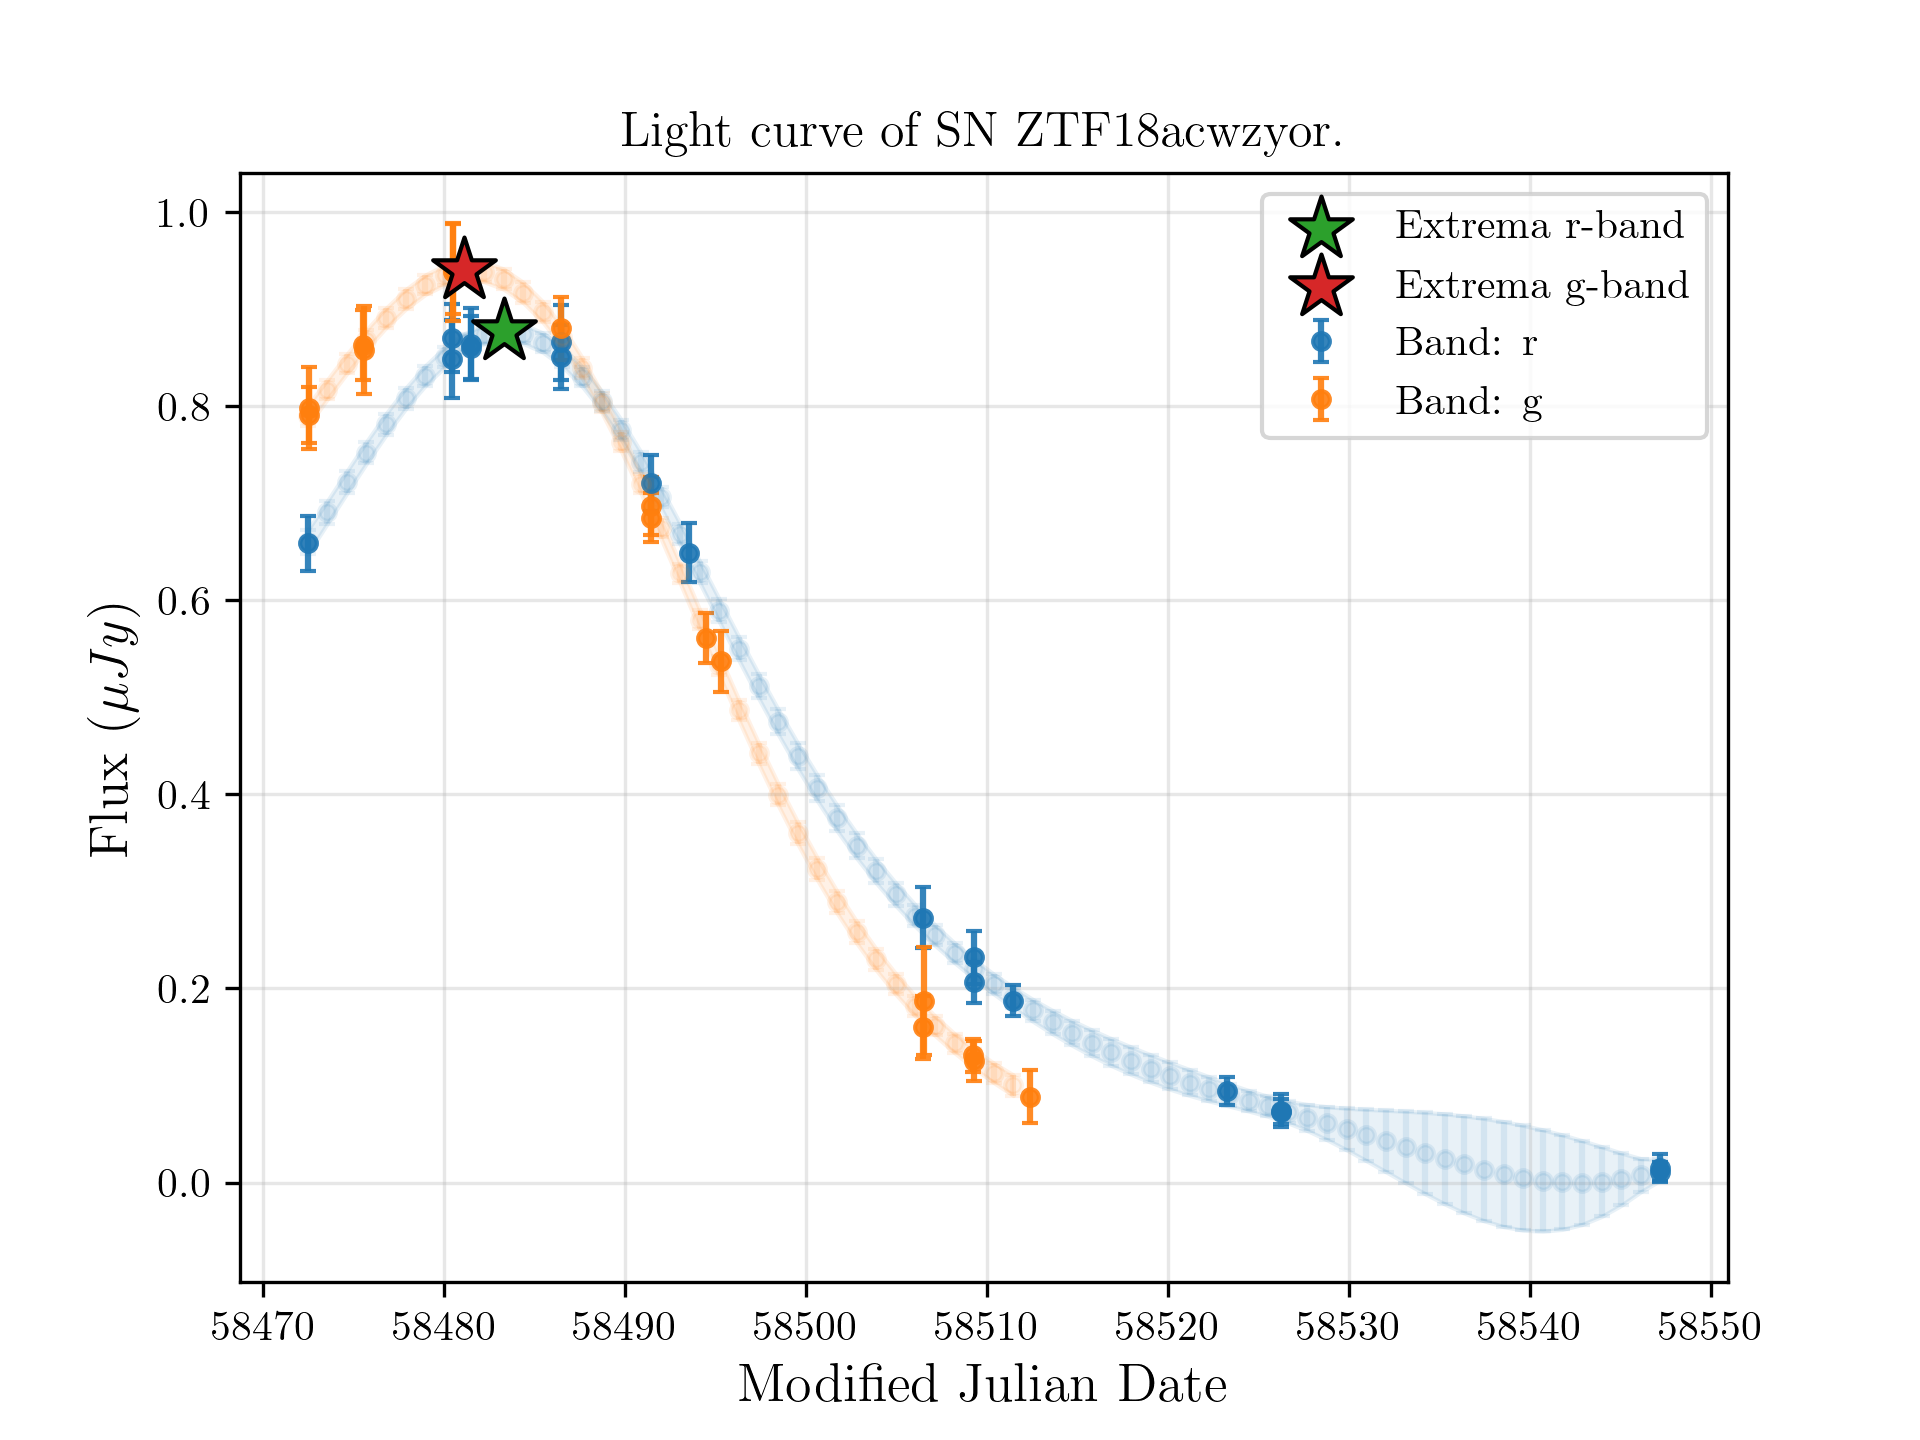 Light curve of SN ZTF18acwzyor.
Extrema r-band
Extrema g-band
Band: r
Band: g
Flux (μJy)
1.0
0.8
0.6
0.4
0.2
0.0
58470 58480 58490 58500 58510 58520 58530 58540 58550
Modified Julian Date